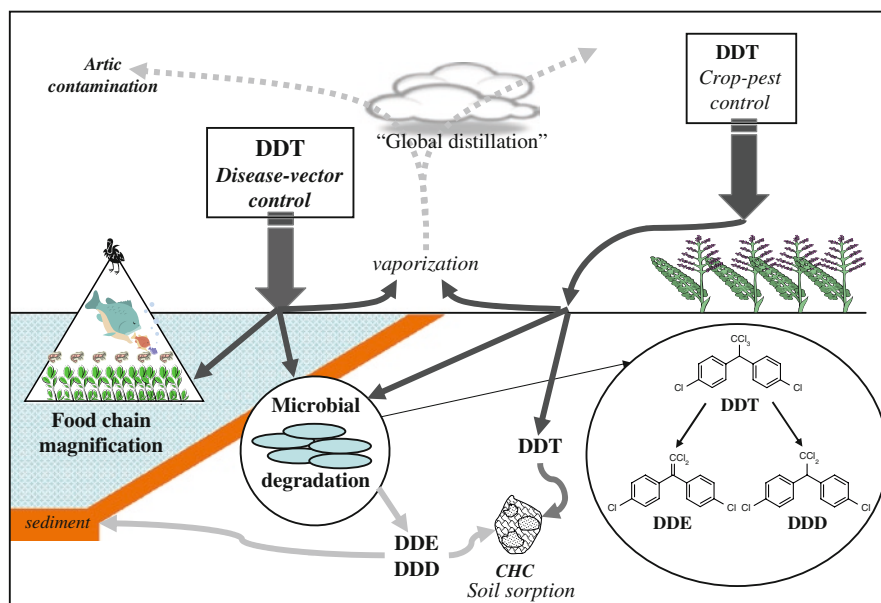 Artic
contamination
DDT
Crop-pest
control
"Global distillation"
DDT
Disease-vector
control
vaporization
Food chain
magnification
Microbial
degradation
DDT
CCl3
Cl
Cl
DDT
CCl2
Cl
Cl
DDE
CCl2
Cl
Cl
DDD
sediment
DDE
DDD
CHC
Soil sorption